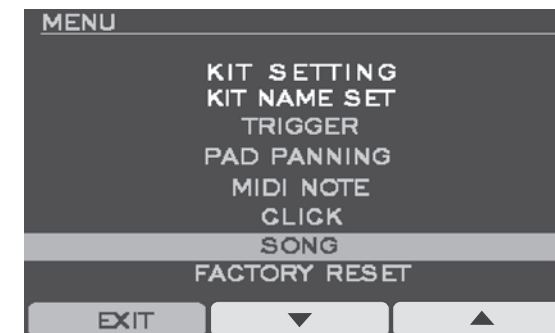 MENU
KIT SETTING
KIT NAME SET
TRIGGER
PAD PANNING
MIDI NOTE
CLICK
SONG
FACTORY RESET
EXIT ▼ ▲